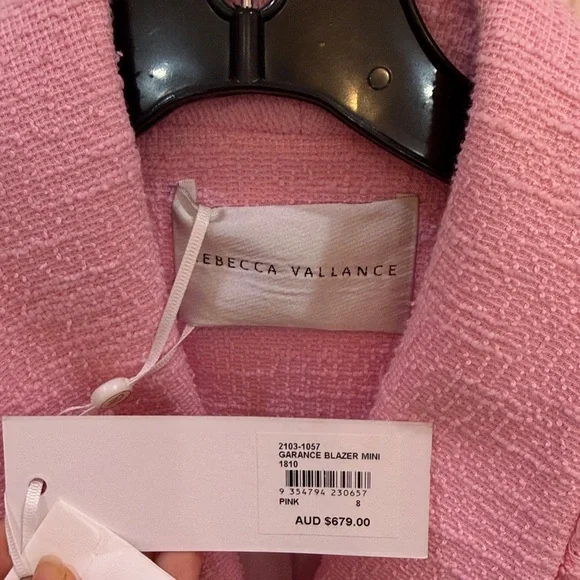 EBECCA VALLANCE
2103-1057
GARANCE BLAZER MINI
1810
9 354794 230657
PINK 8
AUD $679.00